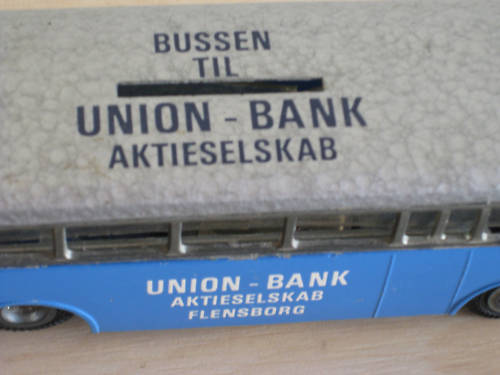 BUSSEN
TIL
UNION - BANK
AKTIESELSKAB
UNION - BANK
AKTIESELSKAB
FLENSBORG